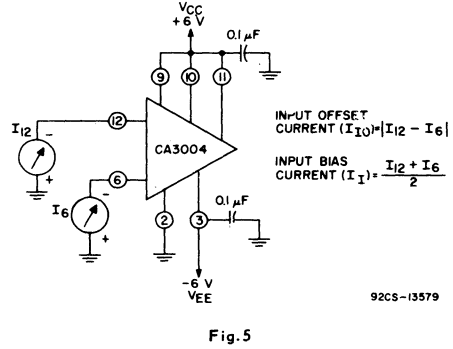 VCC
+6 V
0.1 μF
9
10
11
12
I12
-
+
CA3004
INPUT OFFSET
CURRENT (IIO)=|I12 - I6|
INPUT BIAS
CURRENT (II)= I12 + I6
2
6
I6
-
+
2
3
0.1 μF
-6 V
VEE
92CS-13579
Fig.5